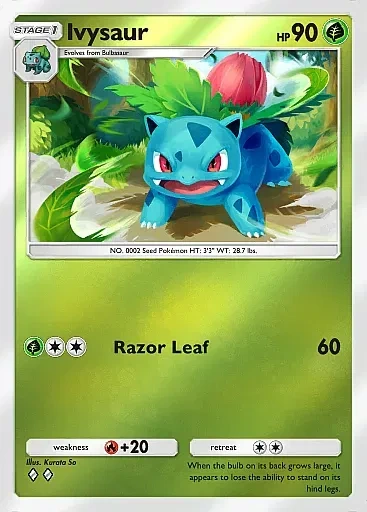 STAGE 1
Ivysaur
HP 90
Evolves from Bulbasaur
NO. 0002 Seed Pokémon HT: 3'3" WT: 28.7 lbs.
Razor Leaf 60
weakness +20
retreat
Illus. Kurata So
When the bulb on its back grows large, it
appears to lose the ability to stand on its
hind legs.